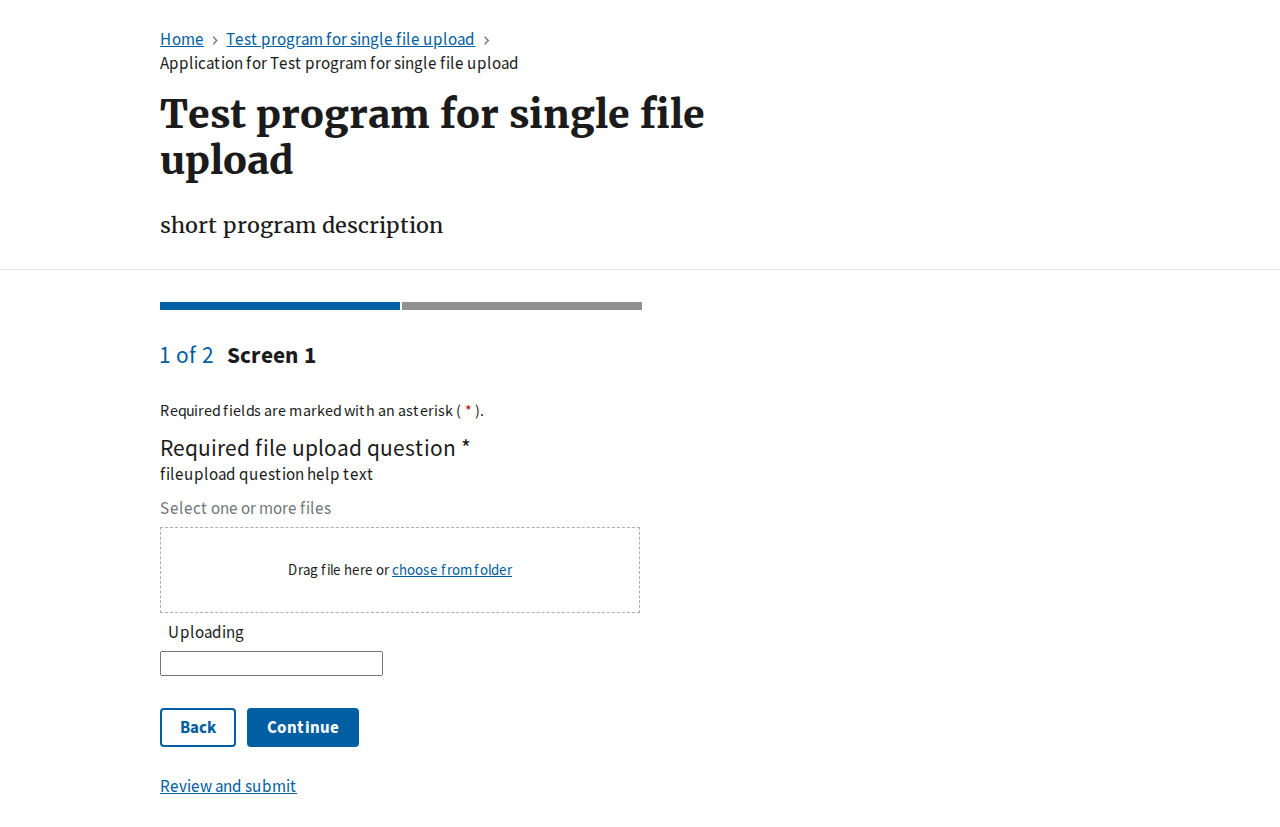 Home > Test program for single file upload >
Application for Test program for single file upload
Test program for single file
upload
short program description
1 of 2 Screen 1
Required fields are marked with an asterisk ( * ).
Required file upload question *
fileupload question help text
Select one or more files
Drag file here or choose from folder
Uploading
Back Continue
Review and submit